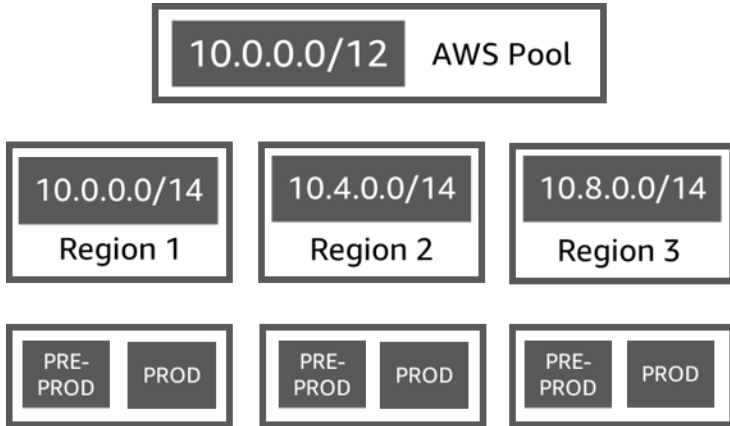 10.0.0.0/12 AWS Pool
10.0.0.0/14
Region 1
10.4.0.0/14
Region 2
10.8.0.0/14
Region 3
PRE-
PROD
PROD
PRE-
PROD
PROD
PRE-
PROD
PROD